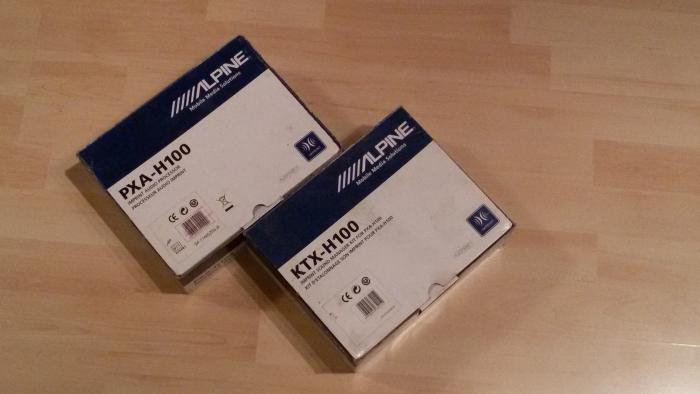 ALPINE
Mobile Media Solutions
PXA-H100
IMPRINT AUDIO PROCESSOR
PROCESSEUR AUDIO IMPRINT
ALPINE
Mobile Media Solutions
KTX-H100
IMPRINT SOUND MANAGER KIT FOR PXA-H100
KIT D'ETALONNAGE SON IMPRINT POUR PXA-H100